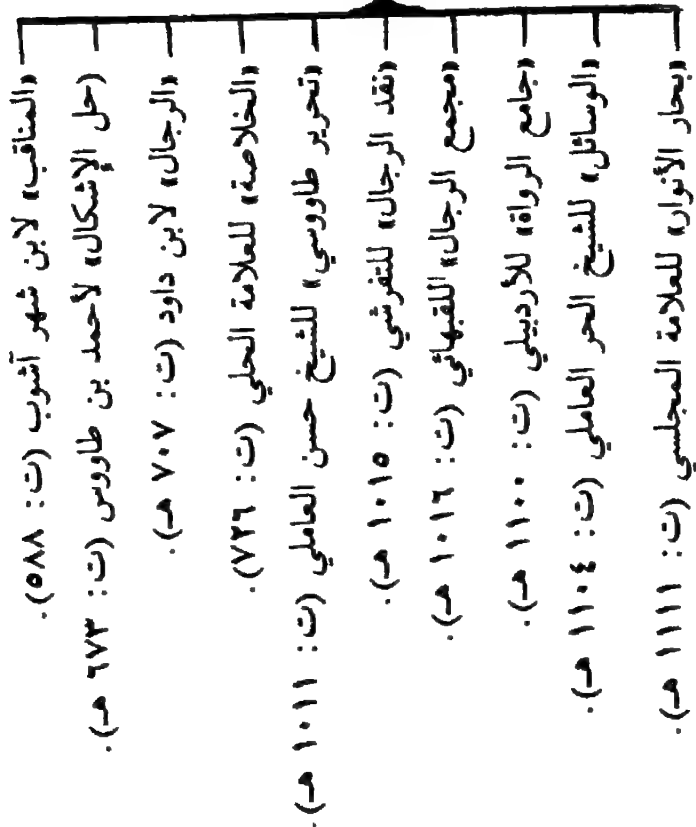 «المناقب» لابن شهر آشوب (ت: ٥٨٨).
(حل الإشكال» لأحمد بن طاووس (ت: ٦٧٣ هـ).
«الرجال» لابن داود (ت: ٧٠٧ هـ).
«الخلاصة» للعلامة الحلي (ت: ٧٢٦).
«تحرير طاووسي» للشيخ حسن العاملي (ت: ١٠١١ هـ).
«نقد الرجال» للتفرشي (ت: ١٠١٥ هـ).
«مجمع الرجال» للقبهائي (ت: ١٠١٦ هـ).
«جامع الرواة» للأردبيلي (ت: ١١٠٠ هـ).
«الوسائل» للشيخ الحر العاملي (ت: ١١٠٤ هـ).
«بحار الأنوار» للعلامة المجلسي (ت: ١١١١ هـ).